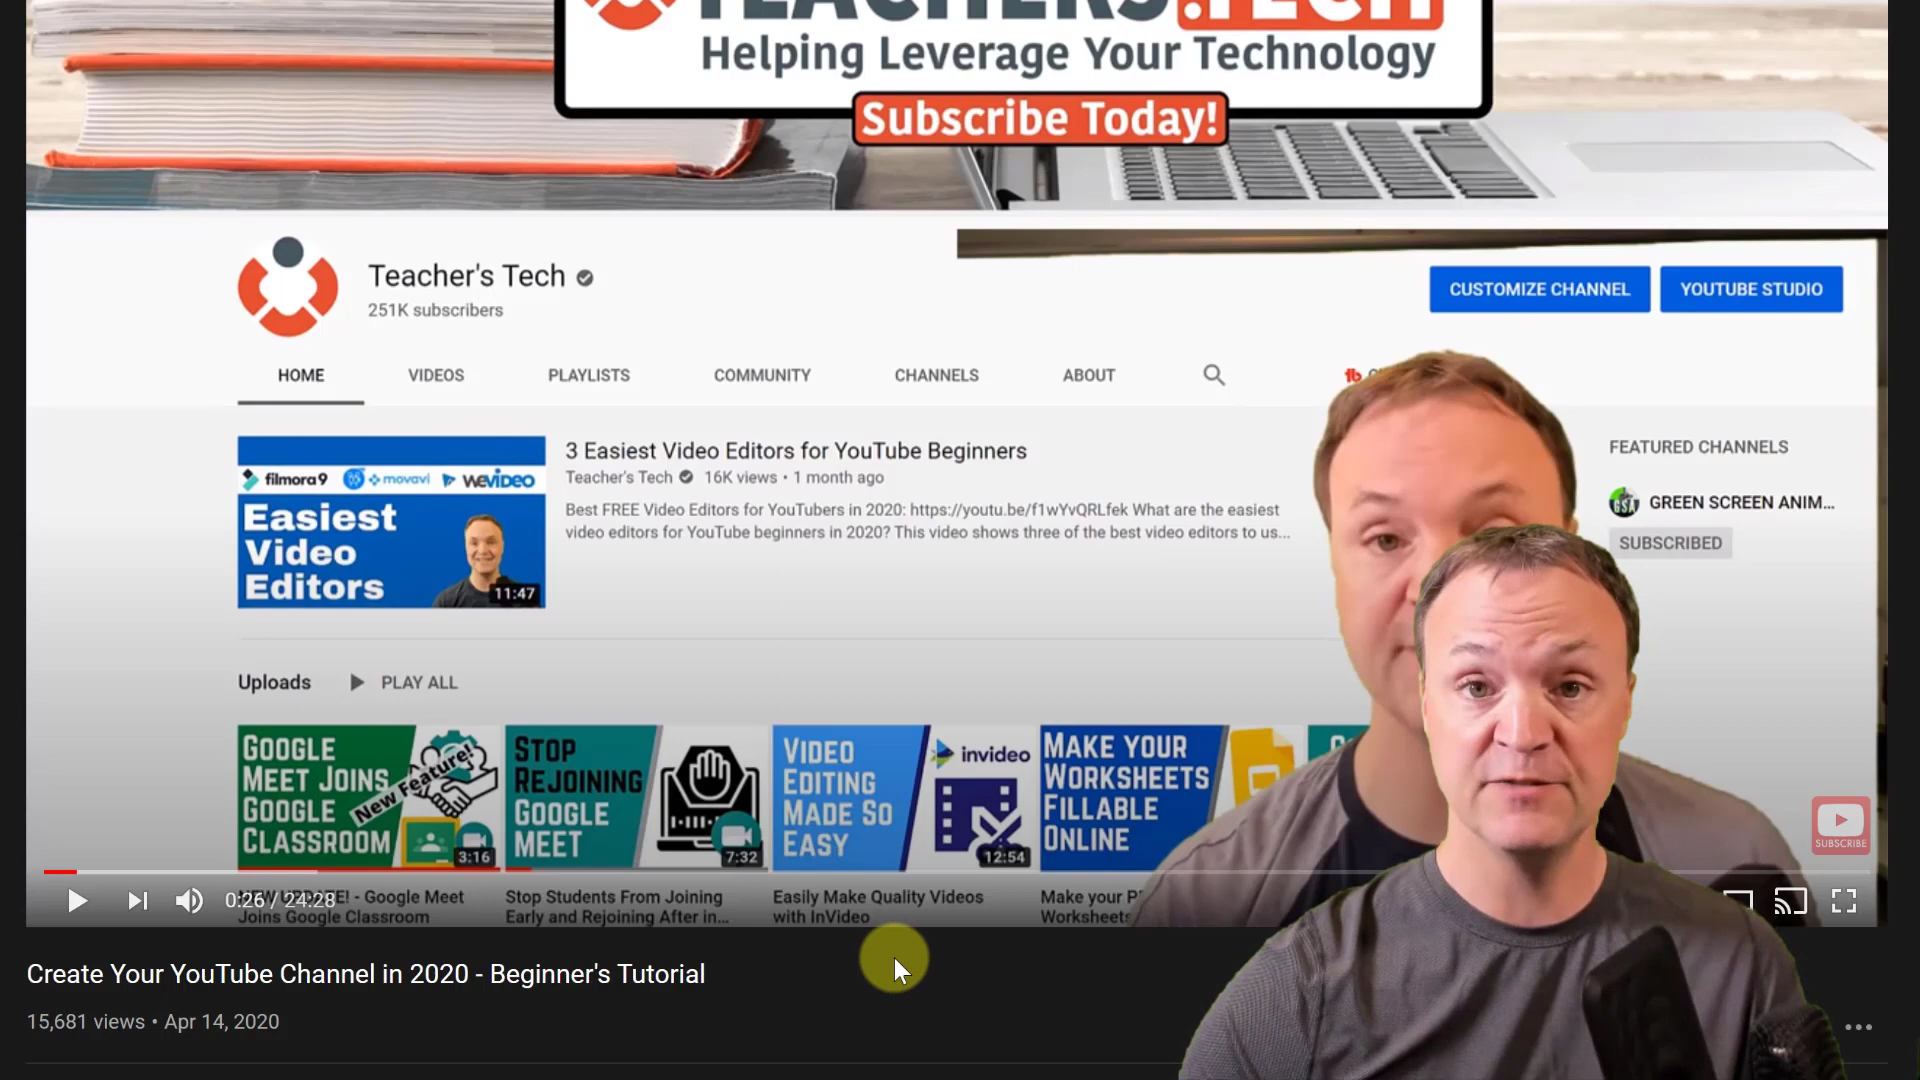 TEACHERS.TECH
Helping Leverage Your Technology
Subscribe Today!
Teacher's Tech
251K subscribers
CUSTOMIZE CHANNEL
YOUTUBE STUDIO
HOME
VIDEOS
PLAYLISTS
COMMUNITY
CHANNELS
ABOUT
filmora9
movavi
WeVideo
Easiest
Video
Editors
11:47
3 Easiest Video Editors for YouTube Beginners
Teacher's Tech 16K views • 1 month ago
Best FREE Video Editors for YouTubers in 2020: https://youtu.be/f1wYvQRLfek What are the easiest
video editors for YouTube beginners in 2020? This video shows three of the best video editors to us...
FEATURED CHANNELS
GSA
GREEN SCREEN ANIM...
SUBSCRIBED
Uploads
PLAY ALL
GOOGLE
MEET JOINS
GOOGLE
CLASSROOM
New Feature!
3:16
STOP
REJOINING
GOOGLE
MEET
7:32
VIDEO
EDITING
MADE SO
EASY
invideo
12:54
MAKE YOUR
WORKSHEETS
FILLABLE
ONLINE
SUBSCRIBE
0:26 / 24:28
NEW UPDATE! - Google Meet
Joins Google Classroom
Stop Students From Joining
Early and Rejoining After in...
Easily Make Quality Videos
with InVideo
Make your
Worksheets
Create Your YouTube Channel in 2020 - Beginner's Tutorial
15,681 views • Apr 14, 2020